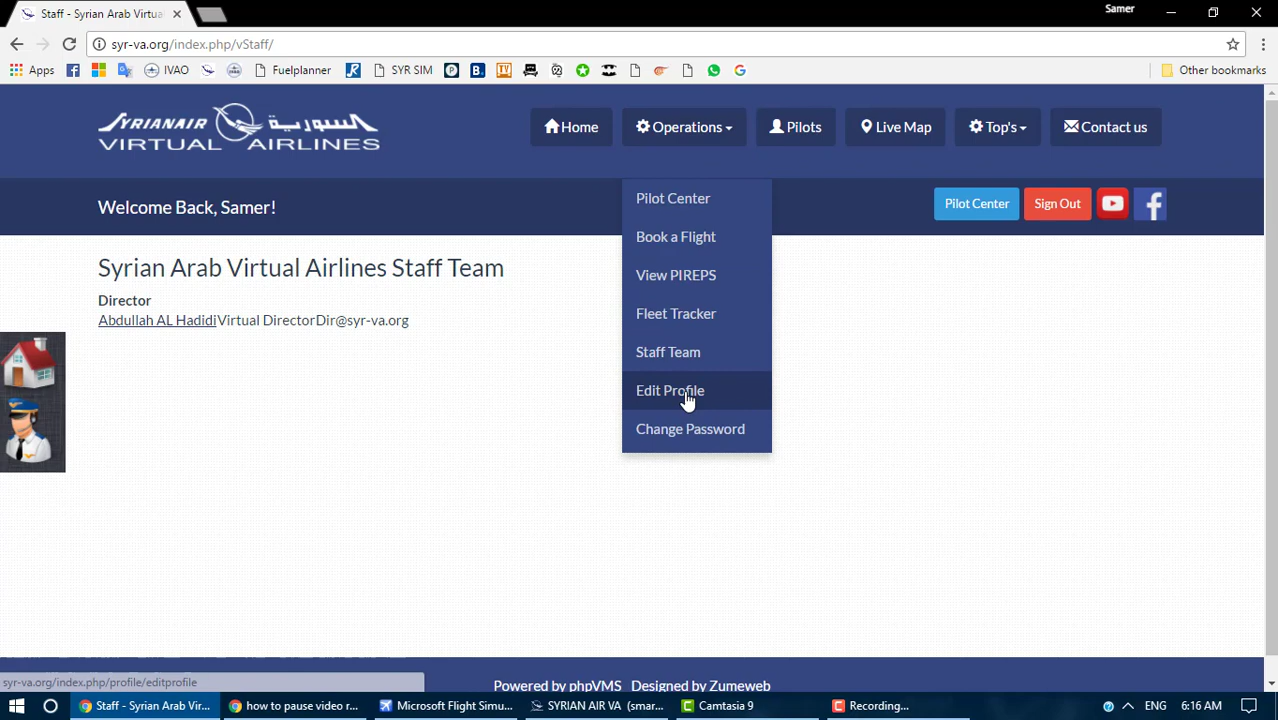 Staff - Syrian Arab Virtua
Samer
syr-va.org/index.php/vStaff/
Apps IVAO Fuelplanner SYR SIM Other bookmarks
SYRIANAIR السورية
VIRTUAL AIRLINES
Home Operations Pilots Live Map Top's Contact us
Welcome Back, Samer!
Pilot Center Sign Out
Pilot Center
Book a Flight
View PIREPS
Fleet Tracker
Staff Team
Edit Profile
Change Password
Syrian Arab Virtual Airlines Staff Team
Director
Abdullah AL HadidiVirtual DirectorDir@syr-va.org
Powered by phpVMS Designed by Zumeweb
syr-va.org/index.php/profile/editprofile
Staff - Syrian Arab Vir... how to pause video r... Microsoft Flight Simu... SYRIAN AIR VA (smar... Camtasia 9 Recording... ENG 6:16 AM